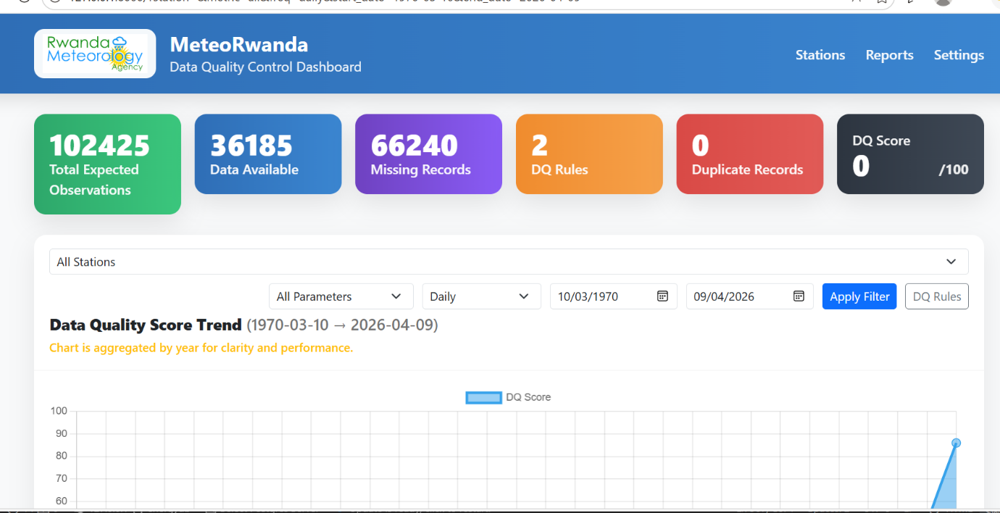 Rwanda
Meteorology
Agency
MeteoRwanda
Data Quality Control Dashboard
Stations
Reports
Settings
102425
Total Expected
Observations
36185
Data Available
66240
Missing Records
2
DQ Rules
0
Duplicate Records
DQ Score
0
/100
All Stations
All Parameters
Daily
10/03/1970
09/04/2026
Apply Filter
DQ Rules
Data Quality Score Trend (1970-03-10 → 2026-04-09)
Chart is aggregated by year for clarity and performance.
DQ Score
100
90
80
70
60